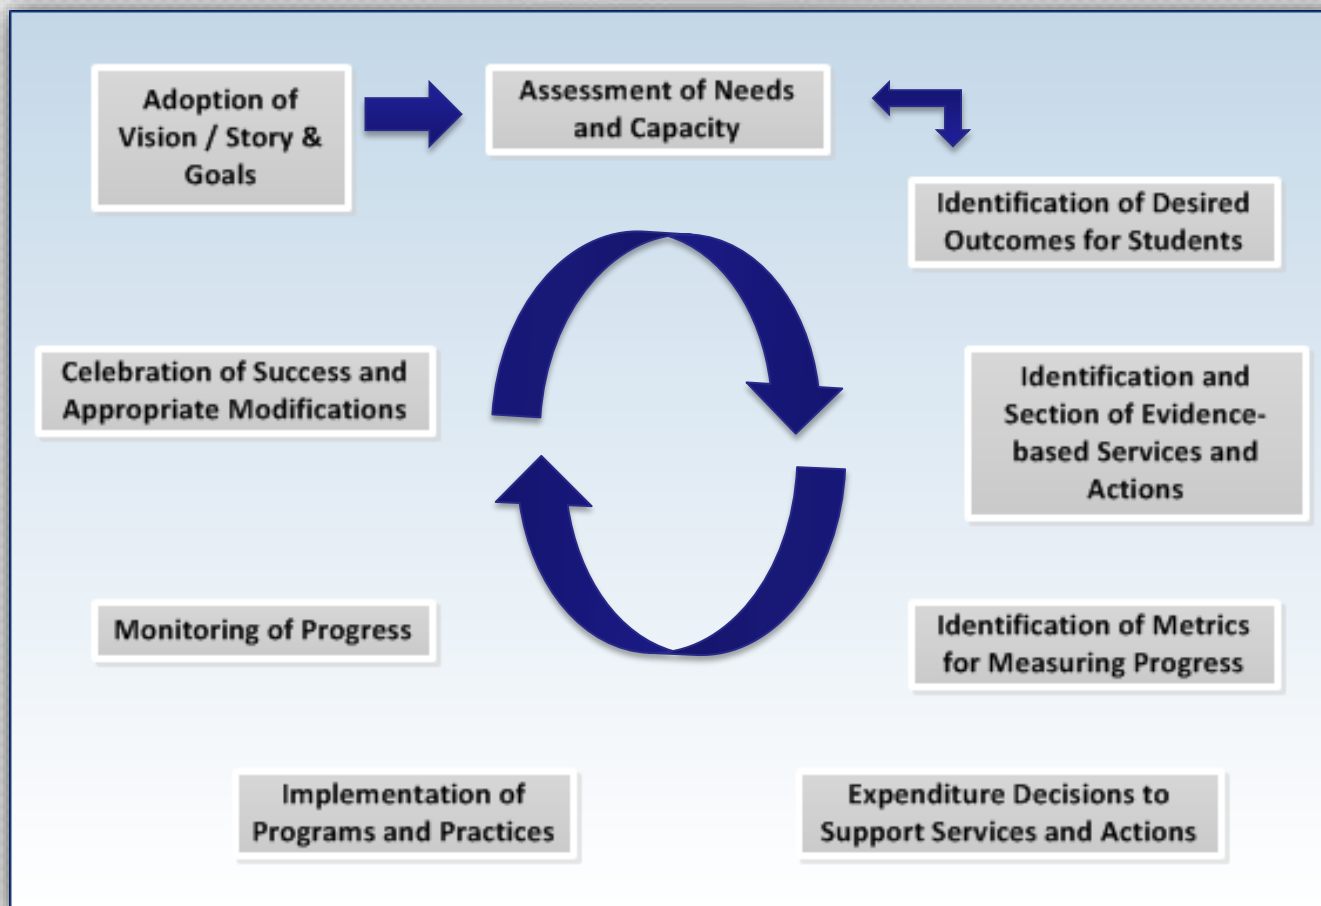 Adoption of
Vision / Story &
Goals
Assessment of Needs
and Capacity
Identification of Desired
Outcomes for Students
Identification and
Section of Evidence-
based Services and
Actions
Identification of Metrics
for Measuring Progress
Expenditure Decisions to
Support Services and Actions
Implementation of
Programs and Practices
Monitoring of Progress
Celebration of Success and
Appropriate Modifications